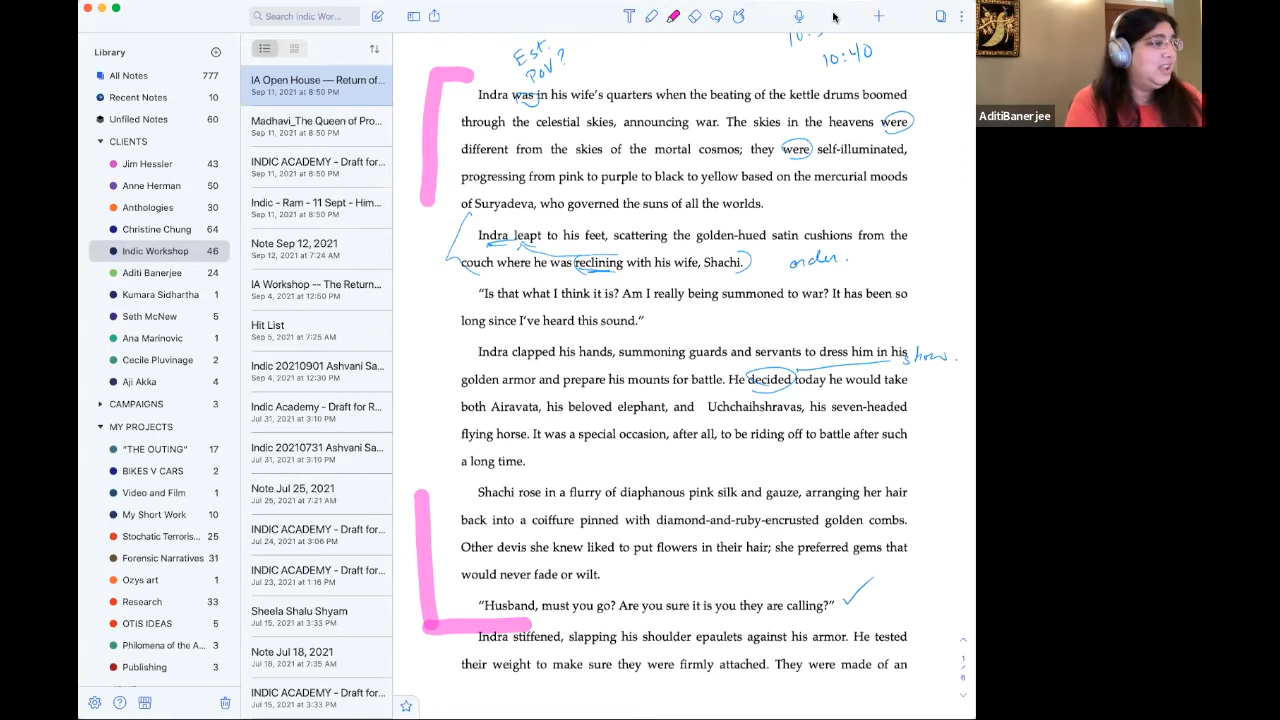 Search Indic Wor...
Library
All Notes 777
Recent Notes 10
Unfiled Notes 60
CLIENTS
Jim Hessler 43
Anne Herman 50
Anthologies 30
Christine Chung 64
Indic Workshop 46
Aditi Banerjee 24
Kumara Sidhartha 1
Seth McNew 5
Ana Marinovic 1
Cecile Pluvinage 2
Aji Akka 4
CAMPAIGNS 3
MY PROJECTS
"THE OUTING" 17
BIKES V CARS 2
Video and Film 1
My Short Work 10
Stochatic Terroris... 25
Forensic Narratives 31
Ozys art 1
Research 33
OTIS IDEAS 5
Philomena of the A... 3
Publishing 3
IA Open House — Return of...
Sep 11, 2021 at 8:50 PM
Madhavi_The Queen of Pro...
Sep 11, 2021 at 8:50 PM
INDIC ACADEMY - Draft for...
Sep 11, 2021 at 8:50 PM
Indic - Ram - 11 Sept - Him...
Sep 11, 2021 at 8:50 PM
Note Sep 12, 2021
Sep 12, 2021 at 7:24 AM
IA Workshop -- The Return...
Sep 4, 2021 at 12:50 PM
Hit List
Sep 5, 2021 at 7:25 AM
Indic 20210901 Ashvani Sa...
Sep 4, 2021 at 3:10 PM
Indic Academy - Draft for R...
Jul 31, 2021 at 3:10 PM
Indic 20210731 Ashvani Sa...
Jul 31, 2021 at 3:10 PM
Note Jul 25, 2021
Jul 25, 2021 at 7:21 AM
INDIC ACADEMY - Draft for...
Jul 24, 2021 at 3:06 PM
INDIC ACADEMY - Draft for...
Jul 23, 2021 at 1:16 PM
Sheela Shalu Shyam
Jul 15, 2021 at 3:33 PM
Note Jul 18, 2021
Jul 18, 2021 at 7:35 AM
INDIC ACADEMY - Draft for...
Jul 15, 2021 at 3:33 PM
Est.
POV?
10:40
Indra was in his wife's quarters when the beating of the kettle drums boomed
through the celestial skies, announcing war. The skies in the heavens were
different from the skies of the mortal cosmos; they were self-illuminated,
progressing from pink to purple to black to yellow based on the mercurial moods
of Suryadeva, who governed the suns of all the worlds.
Indra leapt to his feet, scattering the golden-hued satin cushions from the
couch where he was reclining with his wife, Shachi.
order.
"Is that what I think it is? Am I really being summoned to war? It has been so
long since I've heard this sound."
Indra clapped his hands, summoning guards and servants to dress him in his
show.
golden armor and prepare his mounts for battle. He decided today he would take
both Airavata, his beloved elephant, and Uchchaihshravas, his seven-headed
flying horse. It was a special occasion, after all, to be riding off to battle after such
a long time.
Shachi rose in a flurry of diaphanous pink silk and gauze, arranging her hair
back into a coiffure pinned with diamond-and-ruby-encrusted golden combs.
Other devis she knew liked to put flowers in their hair; she preferred gems that
would never fade or wilt.
"Husband, must you go? Are you sure it is you they are calling?"
Indra stiffened, slapping his shoulder epaulets against his armor. He tested
their weight to make sure they were firmly attached. They were made of an
1
/
6
AditiBanerjee